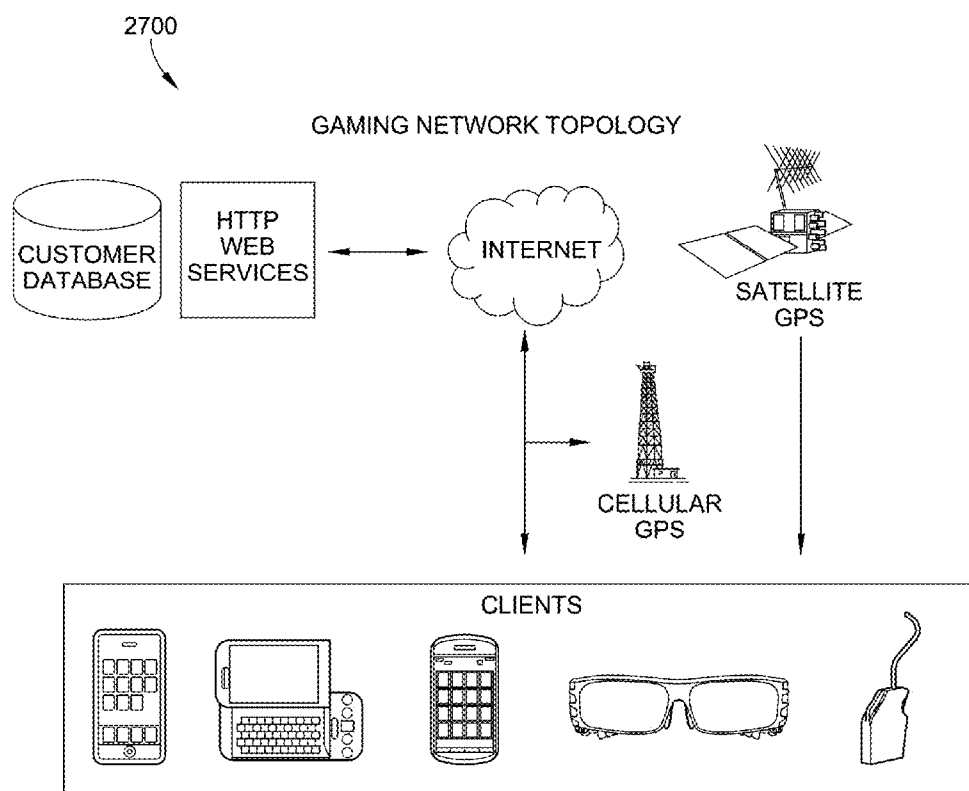 2700
GAMING NETWORK TOPOLOGY
CUSTOMER
DATABASE
HTTP
WEB
SERVICES
INTERNET
SATELLITE
GPS
CELLULAR
GPS
CLIENTS